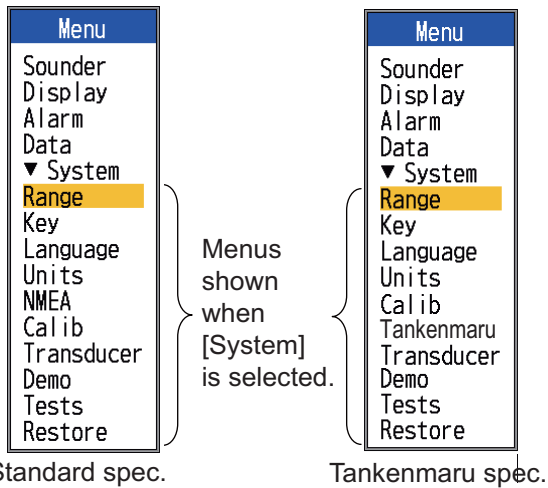 Menu
Sounder
Display
Alarm
Data
▼ System
Range
Key
Language
Units
NMEA
Calib
Transducer
Demo
Tests
Restore
Standard spec.
Menus
shown
when
[System]
is selected.
Menu
Sounder
Display
Alarm
Data
▼ System
Range
Key
Language
Units
Calib
Tankenmaru
Transducer
Demo
Tests
Restore
Tankenmaru spec.